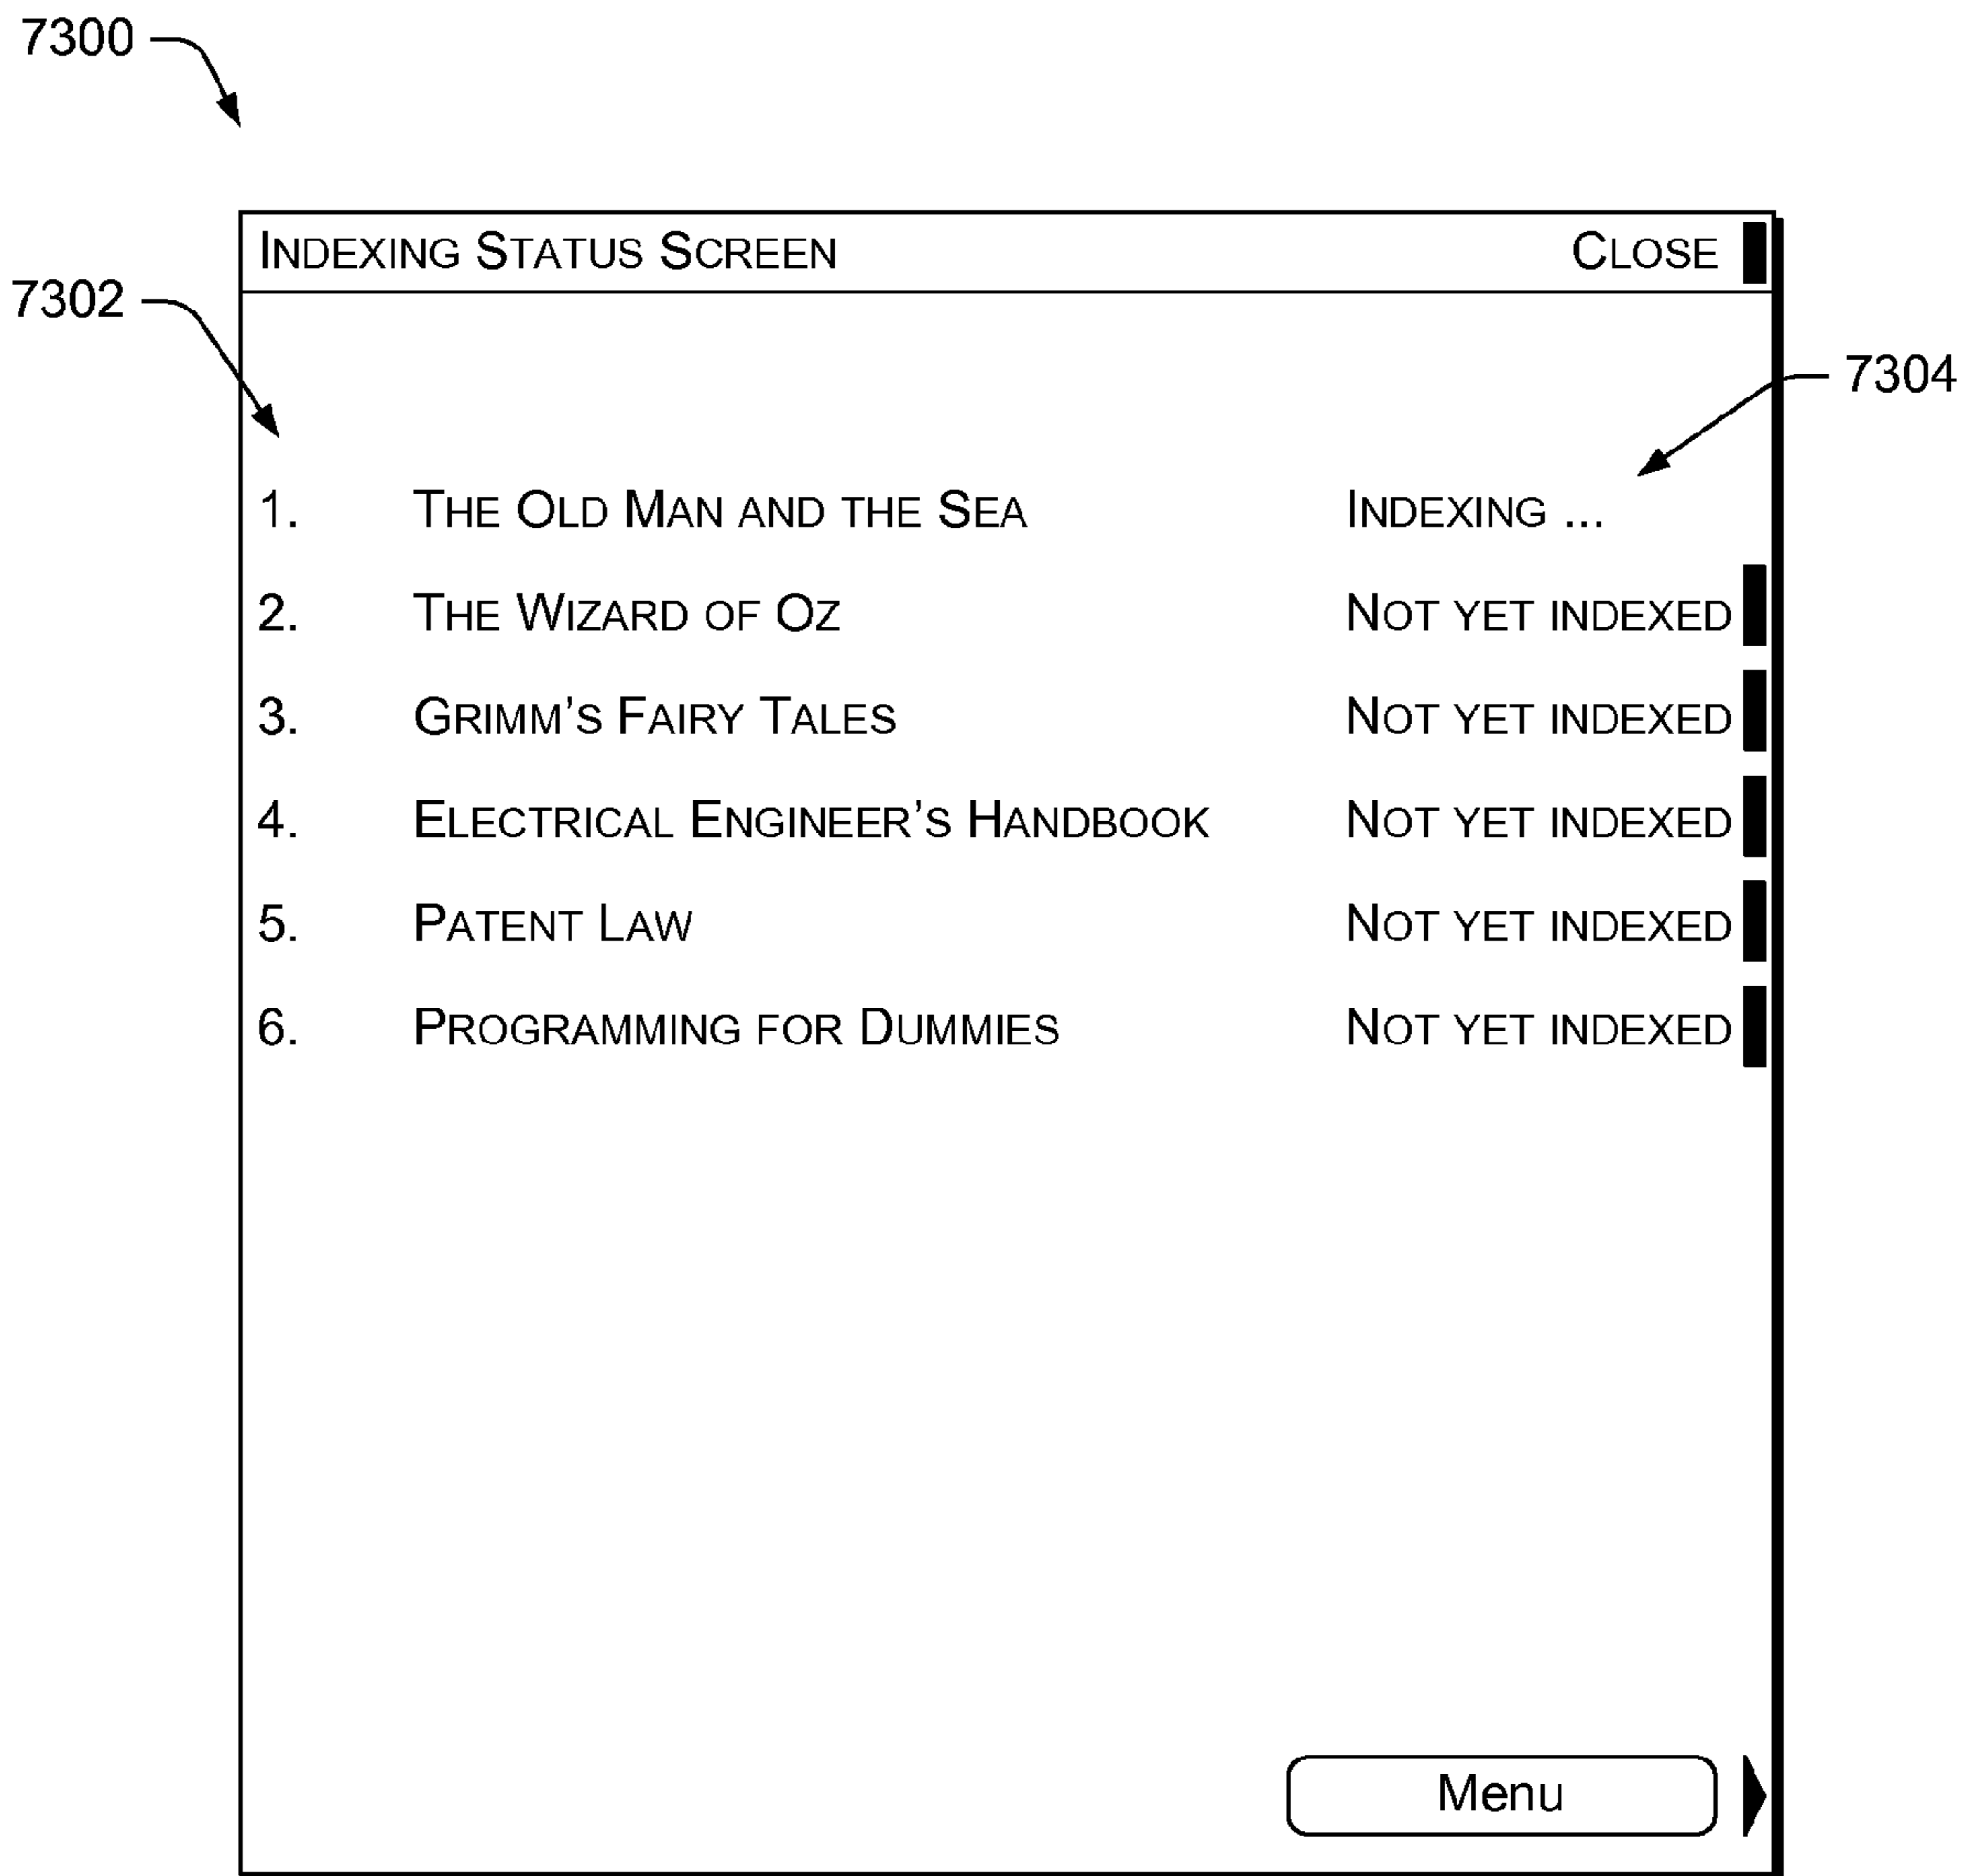 7300
INDEXING STATUS SCREEN CLOSE
7302
7304
1. THE OLD MAN AND THE SEA INDEXING ...
2. THE WIZARD OF OZ NOT YET INDEXED
3. GRIMM'S FAIRY TALES NOT YET INDEXED
4. ELECTRICAL ENGINEER'S HANDBOOK NOT YET INDEXED
5. PATENT LAW NOT YET INDEXED
6. PROGRAMMING FOR DUMMIES NOT YET INDEXED
Menu